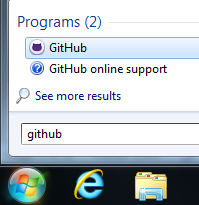 Programs (2)
GitHub
GitHub online support
See more results
github